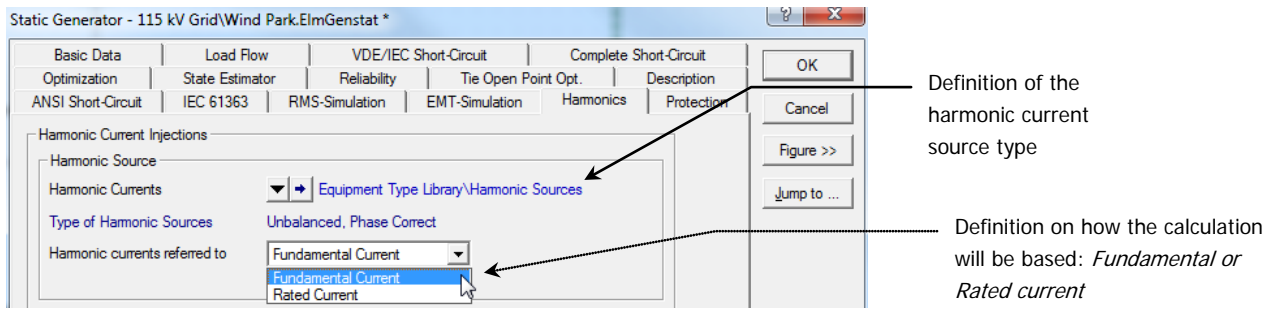 Static Generator - 115 kV Grid\Wind Park.ElmGenstat *
Basic Data Load Flow VDE/IEC Short-Circuit Complete Short-Circuit
Optimization State Estimator Reliability Tie Open Point Opt. Description
ANSI Short-Circuit IEC 61363 RMS-Simulation EMT-Simulation Harmonics Protection
OK
Cancel
Figure >>
Jump to ...
Harmonic Current Injections
Harmonic Source
Harmonic Currents Equipment Type Library\Harmonic Sources
Type of Harmonic Sources Unbalanced, Phase Correct
Harmonic currents referred to Fundamental Current
Fundamental Current
Rated Current
Definition of the
harmonic current
source type
Definition on how the calculation
will be based: Fundamental or
Rated current